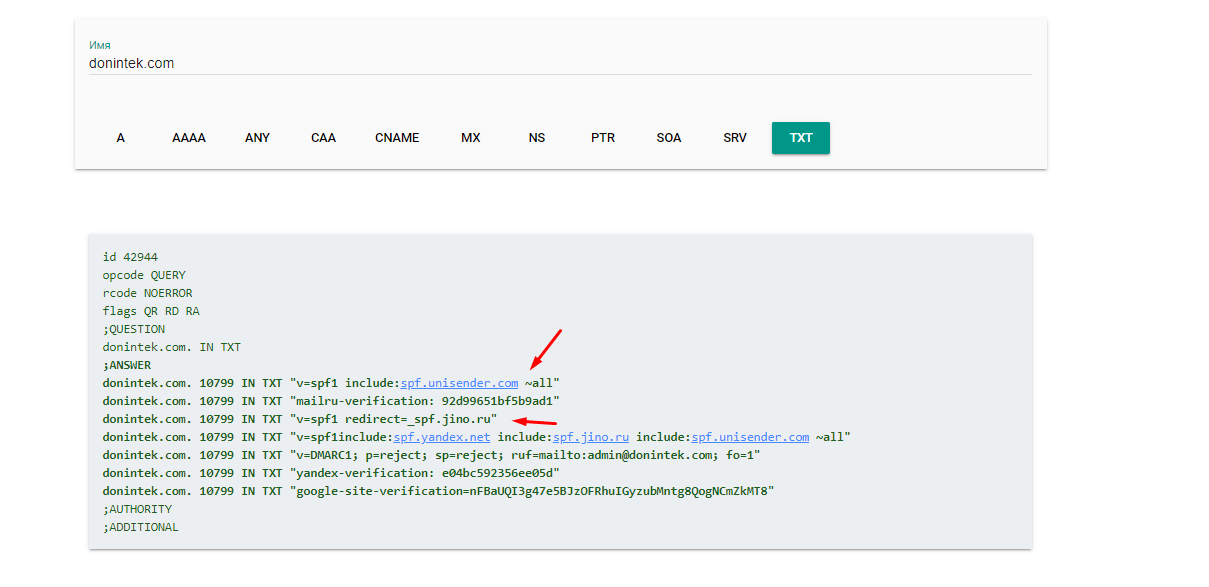 Имя
donintek.com
A AAAA ANY CAA CNAME MX NS PTR SOA SRV TXT
id 42944
opcode QUERY
rcode NOERROR
flags QR RD RA
;QUESTION
donintek.com. IN TXT
;ANSWER
donintek.com. 10799 IN TXT "v=spf1 include:spf.unisender.com ~all"
donintek.com. 10799 IN TXT "mailru-verification: 92d99651bf5b9ad1"
donintek.com. 10799 IN TXT "v=spf1 redirect=_spf.jino.ru"
donintek.com. 10799 IN TXT "v=spf1include:spf.yandex.net include:spf.jino.ru include:spf.unisender.com ~all"
donintek.com. 10799 IN TXT "v=DMARC1; p=reject; sp=reject; ruf=mailto:admin@donintek.com; fo=1"
donintek.com. 10799 IN TXT "yandex-verification: e04bc592356ee05d"
donintek.com. 10799 IN TXT "google-site-verification=nFBaUQI3g47e5BJzOFRhuIGyzubMntg8QogNCmZkMT8"
;AUTHORITY
;ADDITIONAL